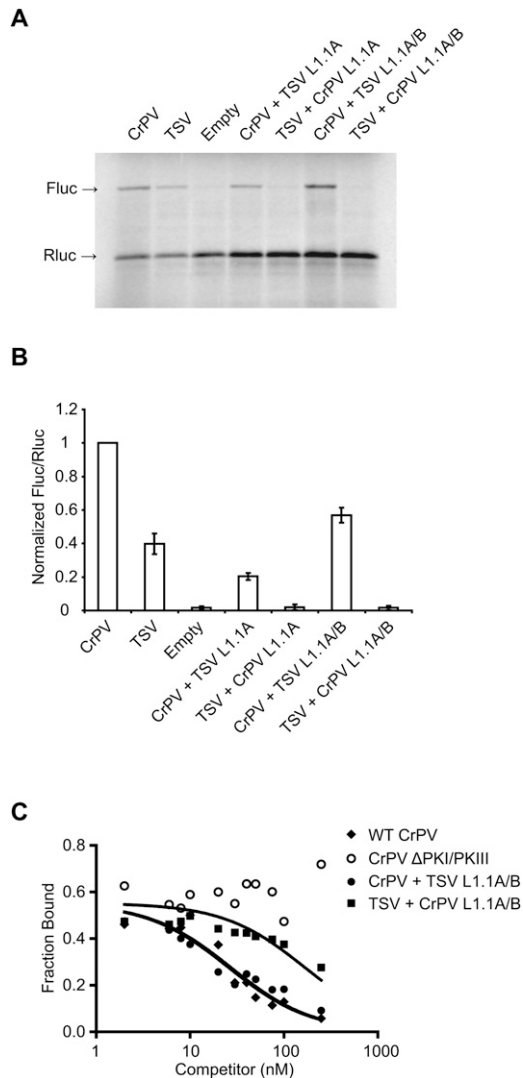 A
CrPV
TSV
Empty
CrPV + TSV L1.1A
TSV + CrPV L1.1A
CrPV + TSV L1.1A/B
TSV + CrPV L1.1A/B
Fluc →
Rluc →
B
Normalized Fluc/Rluc
1.2
1
0.8
0.6
0.4
0.2
0
CrPV
TSV
Empty
CrPV + TSV L1.1A
TSV + CrPV L1.1A
CrPV + TSV L1.1A/B
TSV + CrPV L1.1A/B
C
Fraction Bound
0.8
0.6
0.4
0.2
0.0
1
10
100
1000
Competitor (nM)
WT CrPV
CrPV ΔPKI/PKIII
CrPV + TSV L1.1A/B
TSV + CrPV L1.1A/B